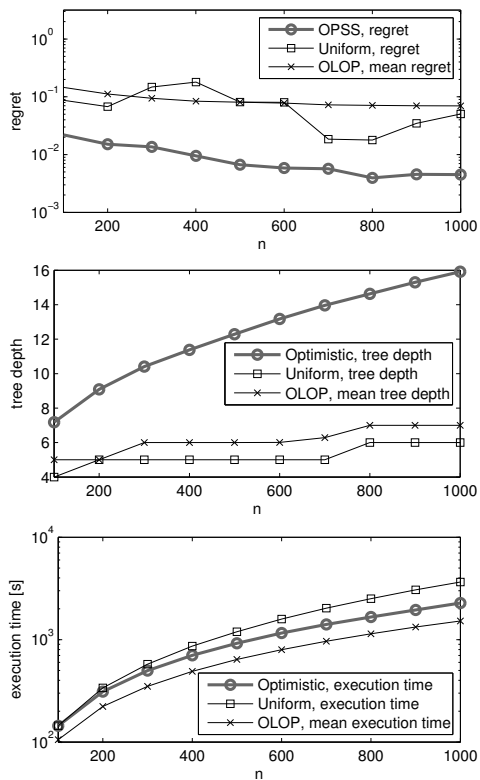 10^0
10^-1
10^-2
10^-3
regret
OPSS, regret
Uniform, regret
OLOP, mean regret
200 400 600 800 1000
n
16
14
12
10
8
6
4
tree depth
Optimistic, tree depth
Uniform, tree depth
OLOP, mean tree depth
200 400 600 800 1000
n
10^4
10^3
10^2
execution time [s]
Optimistic, execution time
Uniform, execution time
OLOP, mean execution time
200 400 600 800 1000
n